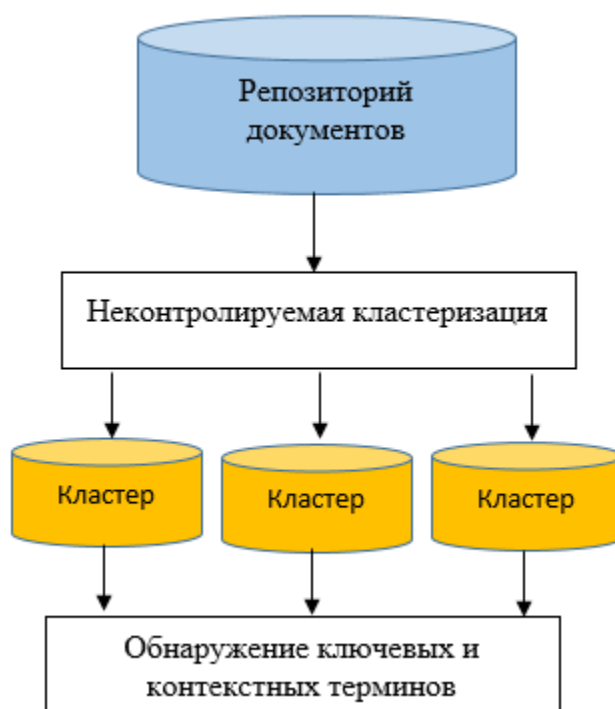 Репозиторий
документов
Неконтролируемая кластеризация
Кластер
Кластер
Кластер
Обнаружение ключевых и
контекстных терминов